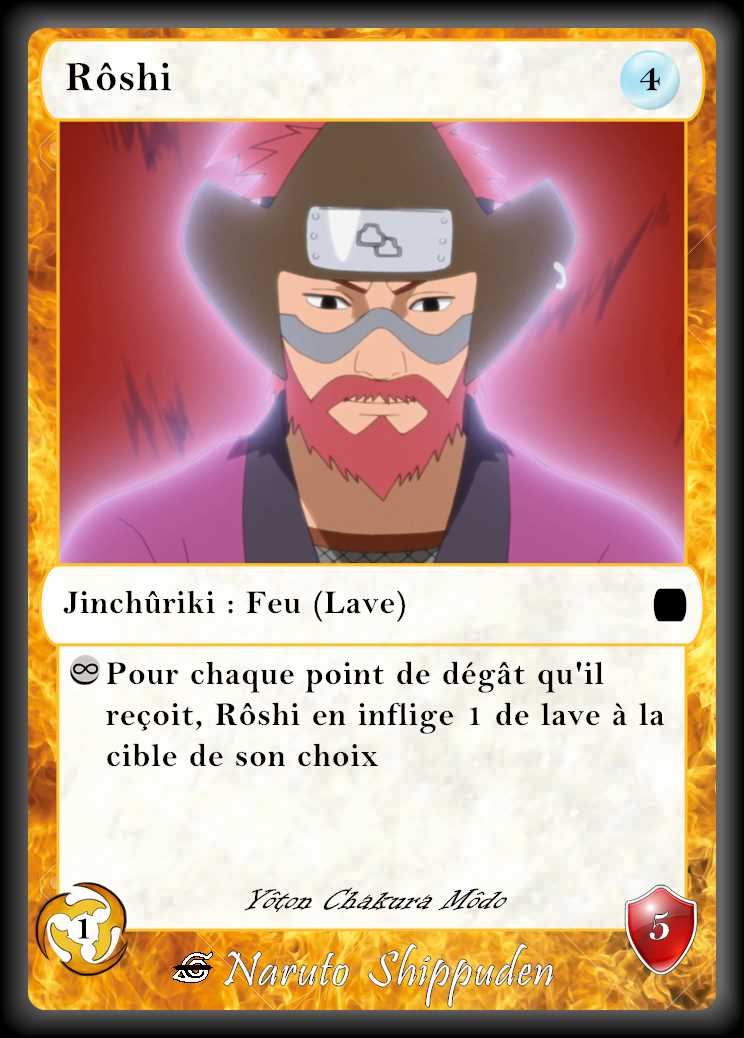 Rôshi
4
Jinchûriki : Feu (Lave)
∞ Pour chaque point de dégât qu'il
reçoit, Rôshi en inflige 1 de lave à la
cible de son choix
Yôton Chakura Môdo
1
5
Naruto Shippuden